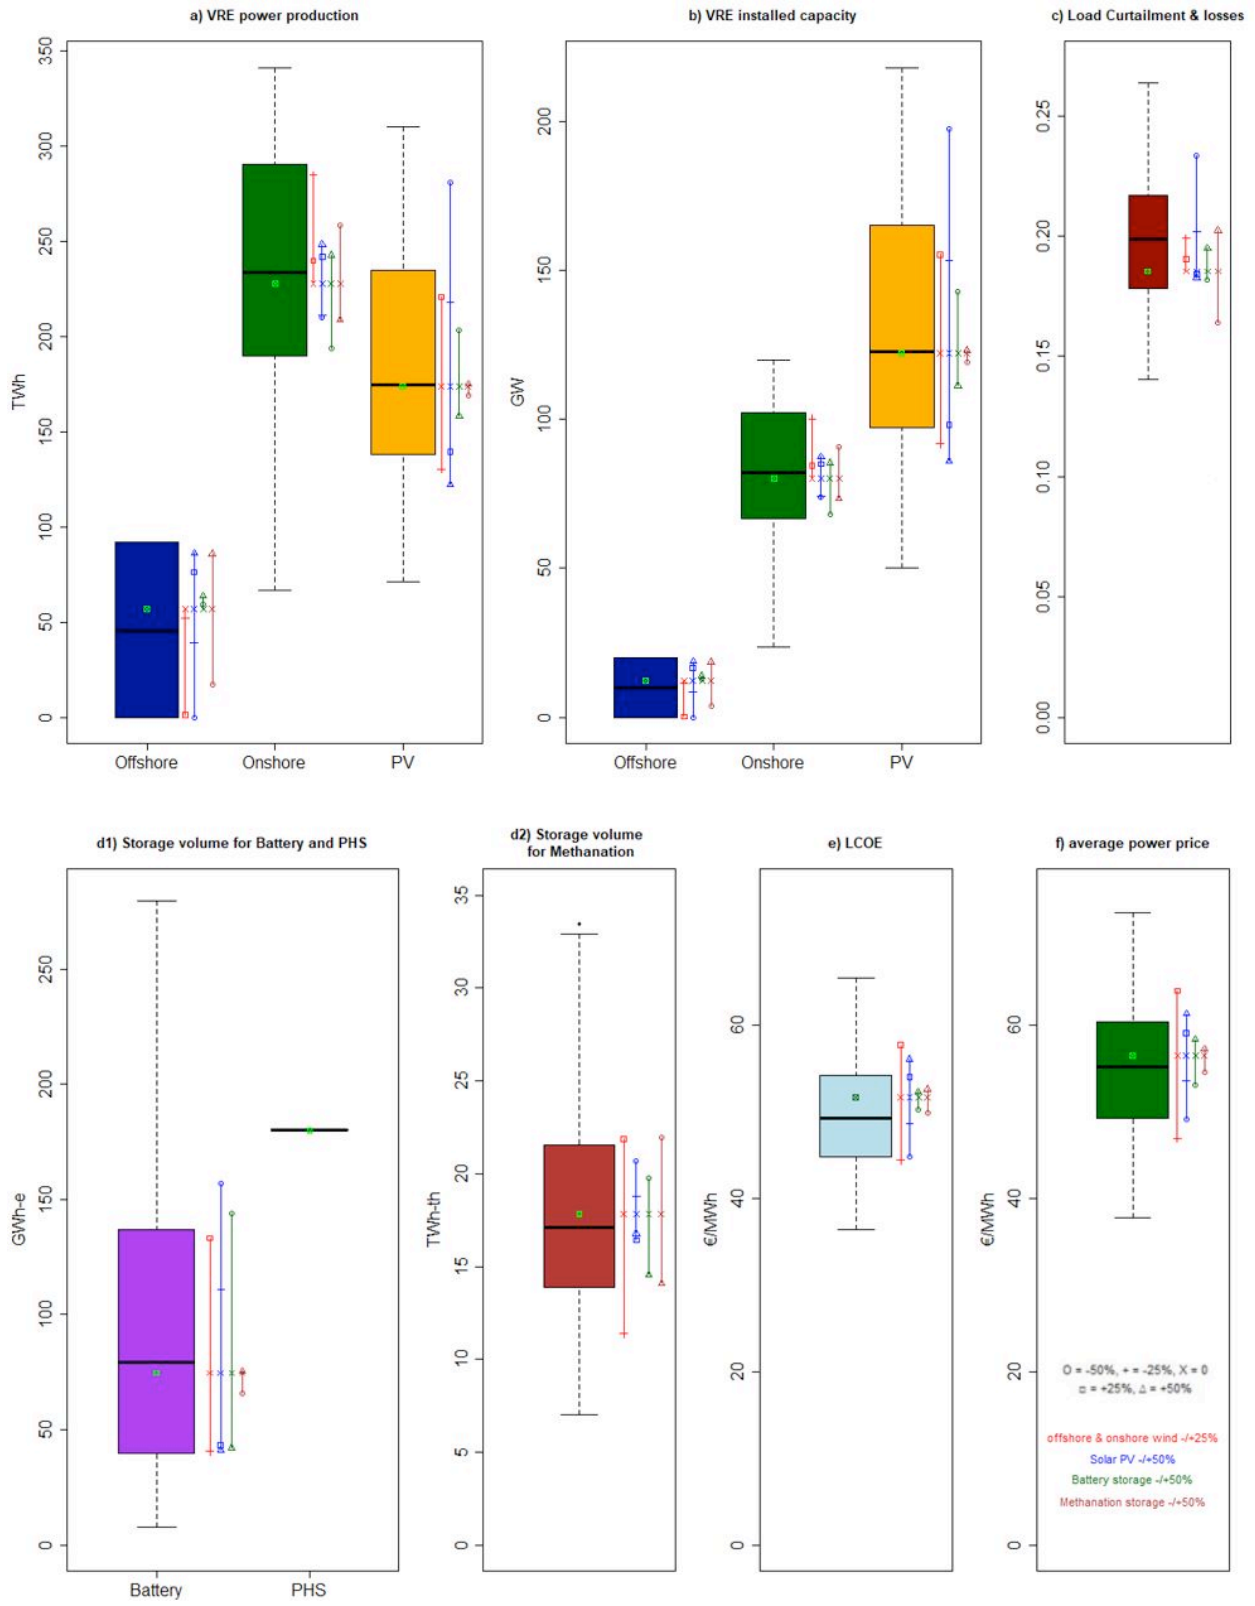 a) VRE power production
b) VRE installed capacity
c) Load Curtailment & losses
TWh
350
300
250
200
150
100
50
0
Offshore
Onshore
PV
GW
200
150
100
50
0
Offshore
Onshore
PV
0.25
0.20
0.15
0.10
0.05
0.00
d1) Storage volume for Battery and PHS
d2) Storage volume
for Methanation
e) LCOE
f) average power price
GWh-e
250
200
150
100
50
0
Battery
PHS
TWh-th
35
30
25
20
15
10
5
0
€/MWh
60
40
20
0
€/MWh
60
40
20
0
O = -50%, + = -25%, X = 0
□ = +25%, Δ = +50%
offshore & onshore wind -/+25%
Solar PV -/+50%
Battery storage -/+50%
Methanation storage -/+50%